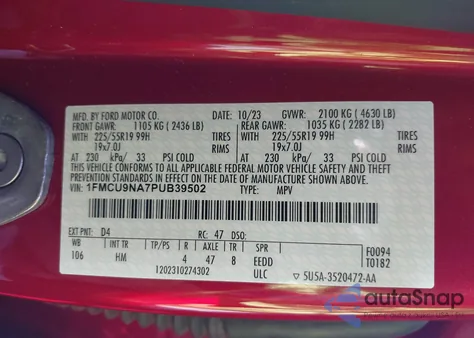 MFD. BY FORD MOTOR CO. 10/23 GVWR: 2100 KG ( 4630 LB)
FRONT GAWR: 1105 KG ( 2436 LB) REAR GAWR: 1035 KG ( 2282 LB)
WITH 225/55R19 99H TIRES WITH 225/55R19 99H TIRES
19x7.0J RIMS 19x7.0J RIMS
AT 230 kPa/ 33 PSI COLD AT 230 kPa/ 33 PSI COLD
THIS VEHICLE CONFORMS TO ALL APPLICABLE FEDERAL MOTOR VEHICLE SAFETY AND THEFT
PREVENTION STANDARDS IN EFFECT ON THE DATE OF MANUFACTURE SHOWN ABOVE.
VIN: 1FMCU9NA7PUB39502 TYPE: MPV
EXT PNT: D4 RC: 47 DSO:
WB INT TR TP/PS R AXLE TR SPR F0094
106 HM 4 47 8 EEDD T0182
1202310274302 ULC 5U5A-3520472-AA
autoSnap